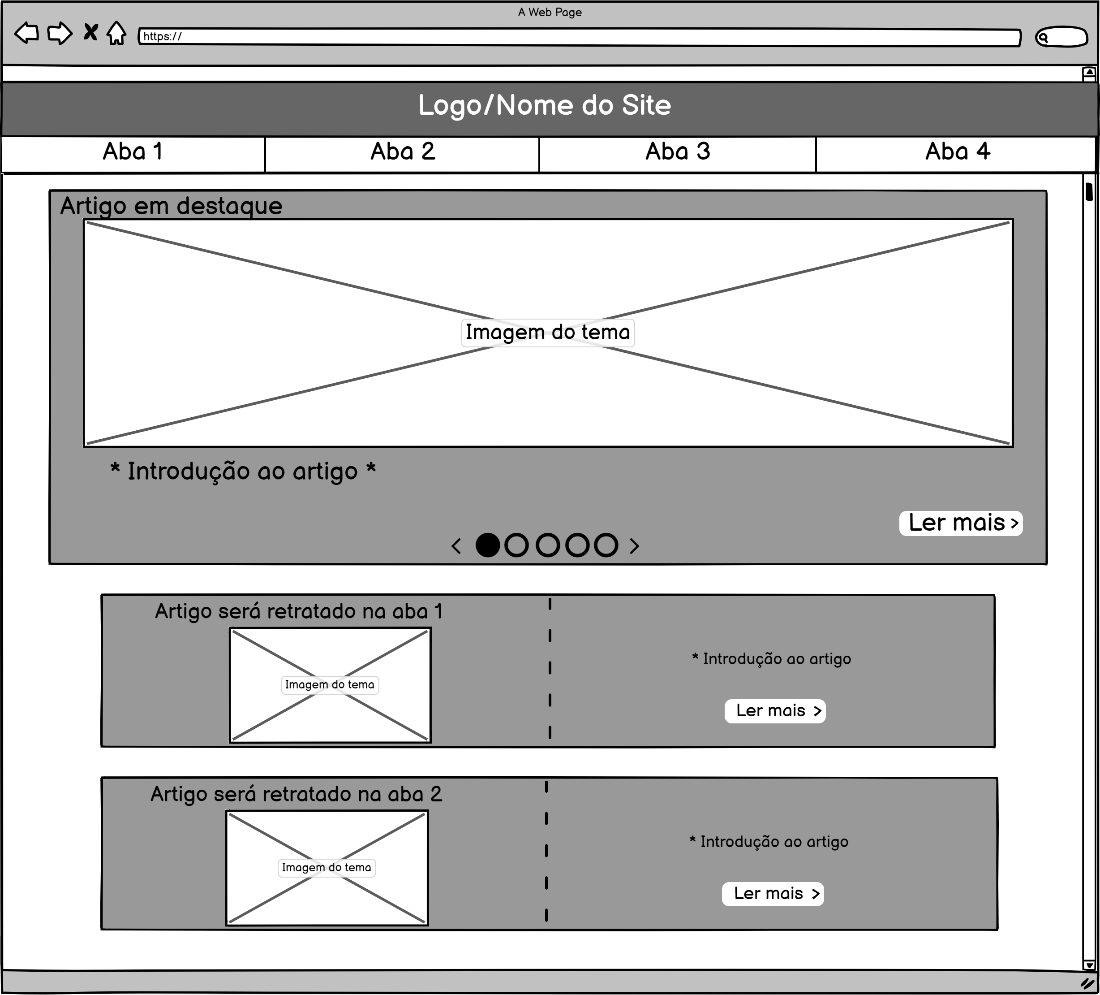 A Web Page
https://
Logo/Nome do Site
Aba 1
Aba 2
Aba 3
Aba 4
Artigo em destaque
Imagem do tema
* Introdução ao artigo *
Ler mais >
Artigo será retratado na aba 1
Imagem do tema
* Introdução ao artigo
Ler mais >
Artigo será retratado na aba 2
Imagem do tema
* Introdução ao artigo
Ler mais >